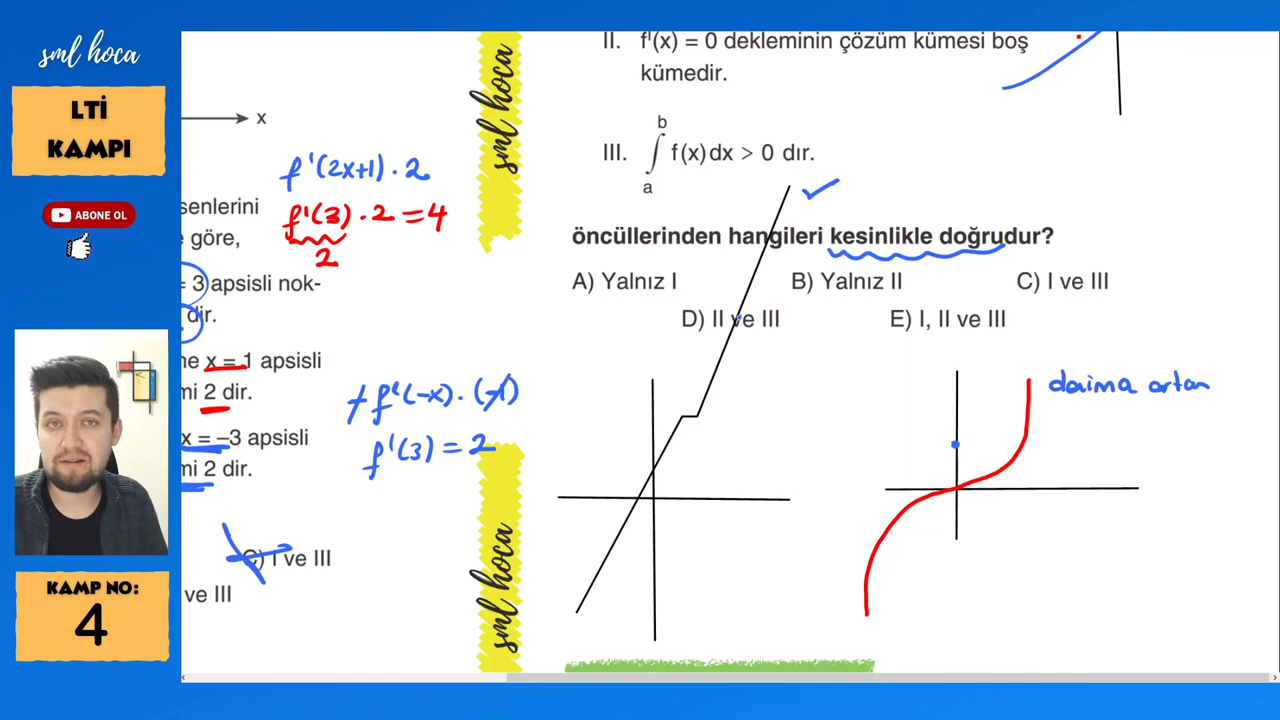 sml hoca
LTİ
KAMPI
ABONE OL
KAMP NO:
4
x
senlerini
e göre,
= 3 apsisli nok-
dir.
ne x = 1 apsisli
mi 2 dir.
x = –3 apsisli
mi 2 dir.
C) I ve III
ve III
f'(2x+1) . 2
f'(3) . 2 = 4
2
f'(-x) . (-1)
f'(3) = 2
sml hoca
sml hoca
II. f'(x) = 0 dekleminin çözüm kümesi boş
kümedir.
III. ∫ₐᵇ f(x) dx > 0 dır.
öncüllerinden hangileri kesinlikle doğrudur?
A) Yalnız I B) Yalnız II C) I ve III
D) II ve III E) I, II ve III
daima artan